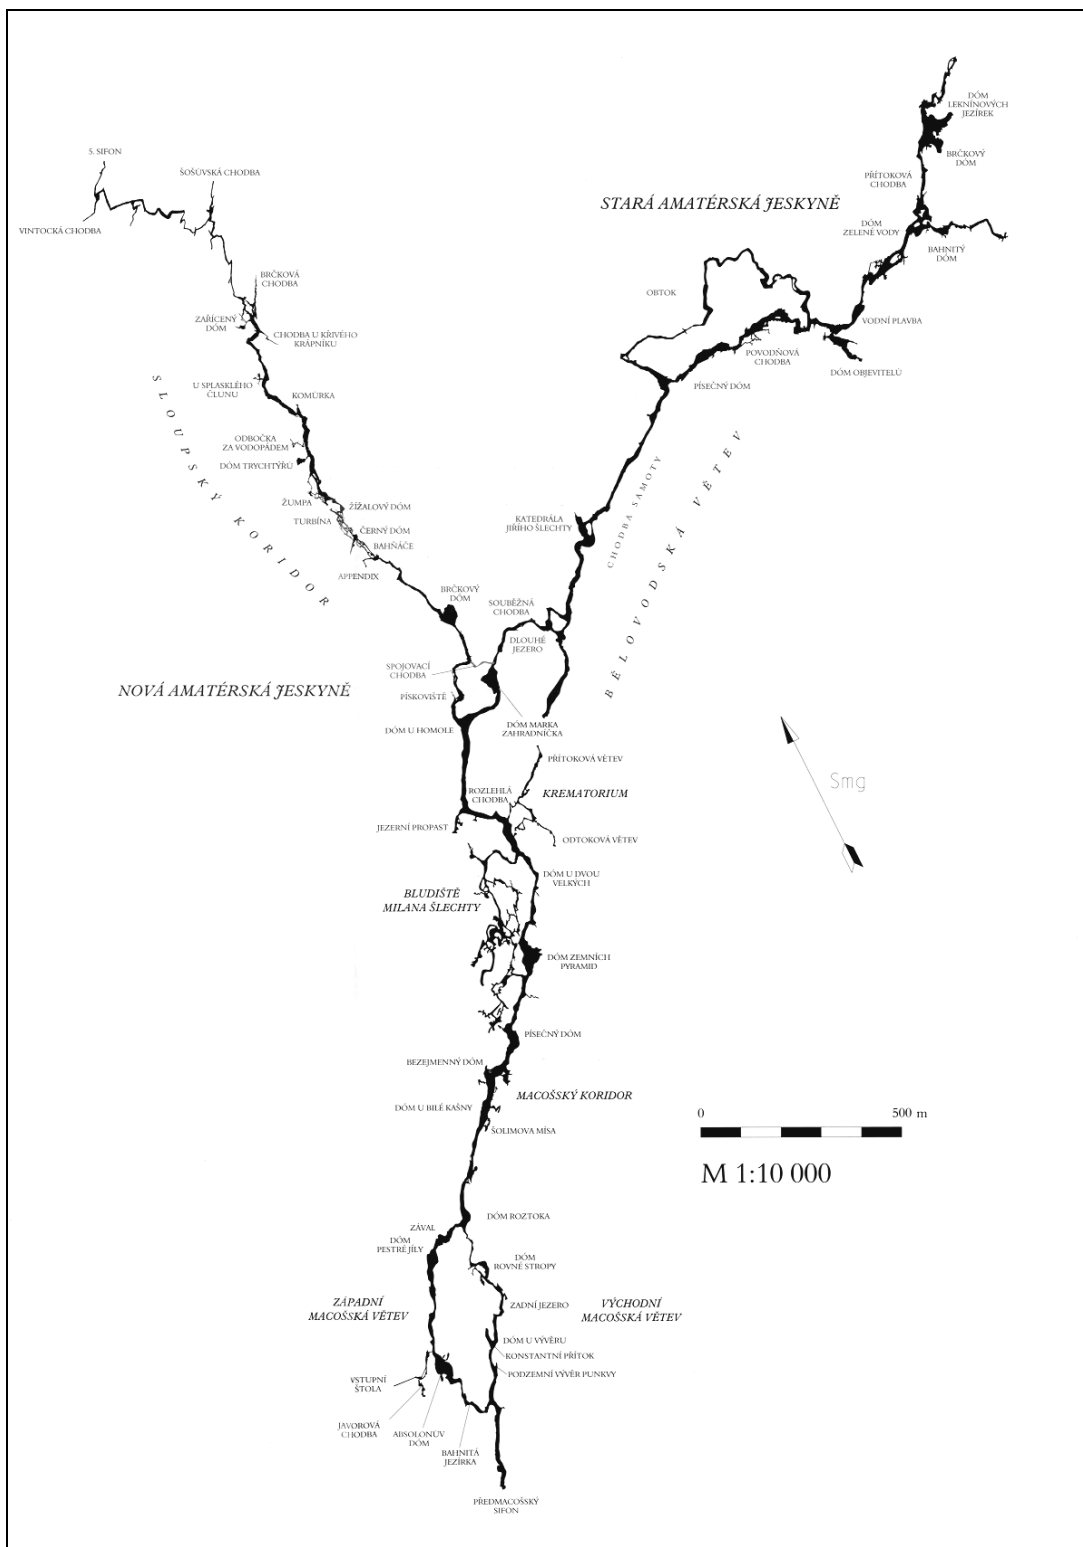 DÓM
LEKNÍNOVÝCH
JEZÍREK
BRČKOVÝ
DÓM
PŘÍTOKOVÁ
CHODBA
5. SIFON
ŠOŠŮVSKÁ CHODBA
STARÁ AMATÉRSKÁ JESKYNĚ
VINTOCKÁ CHODBA
DÓM
ZELENÉ VODY
BAHNITÝ
DÓM
BRČKOVÁ
CHODBA
OBTOK
ZAŘÍCENÝ
DÓM
VODNÍ PLAVBA
CHODBA U KŘIVÉHO
KRÁPNÍKU
POVODŇOVÁ
CHODBA
DÓM OBJEVITELŮ
U SPLASKLÉHO
ČLUNU
PÍSEČNÝ DÓM
KOMŮRKA
SLOUPSKÝ KORIDOR
ODBOČKA
ZA VODOPÁDEM
DÓM TRYCHTÝŘŮ
CHODBA SAMOTY
BĚLOVODSKÁ VĚTEV
ŽUMPA
ŽÍŽALOVÝ DÓM
TURBÍNA
KATEDRÁLA
JIŘÍHO ŠLECHTY
ČERNÝ DÓM
BAHŇÁČE
APPENDIX
BRČKOVÝ
DÓM
SOUBĚŽNÁ
CHODBA
DLOUHÉ
JEZERO
SPOJOVACÍ
CHODBA
NOVÁ AMATÉRSKÁ JESKYNĚ
PÍSKOVIŠTĚ
DÓM U HOMOLE
DÓM MARKA
ZAHRADNÍČKA
PŘÍTOKOVÁ VĚTEV
Smg
ROZLEHLÁ
CHODBA
KREMATORIUM
JEZERNÍ PROPAST
ODTOKOVÁ VĚTEV
DÓM U DVOU
VELKÝCH
BLUDIŠTĚ
MILANA ŠLECHTY
DÓM ZEMNÍCH
PYRAMID
PÍSEČNÝ DÓM
BEZEJMENNÝ DÓM
MACOŠSKÝ KORIDOR
DÓM U BILÉ KAŠNY
0 500 m
ŠOLIMOVA MÍSA
M 1:10 000
DÓM ROZTOKA
ZÁVAL
DÓM
PESTRÉ JÍLY
DÓM
ROVNÉ STROPY
ZÁPADNÍ
MACOŠSKÁ VĚTEV
ZADNÍ JEZERO
VÝCHODNÍ
MACOŠSKÁ VĚTEV
DÓM U VÝVĚRU
KONSTANTNÍ PŘÍTOK
PODZEMNÍ VÝVĚR PUNKVY
VSTUPNÍ
ŠTOLA
JAVOROVÁ
CHODBA
ABSOLONŮV
DÓM
BAHNITÁ
JEZÍRKA
PŘEDMACOŠSKÝ
SIFON